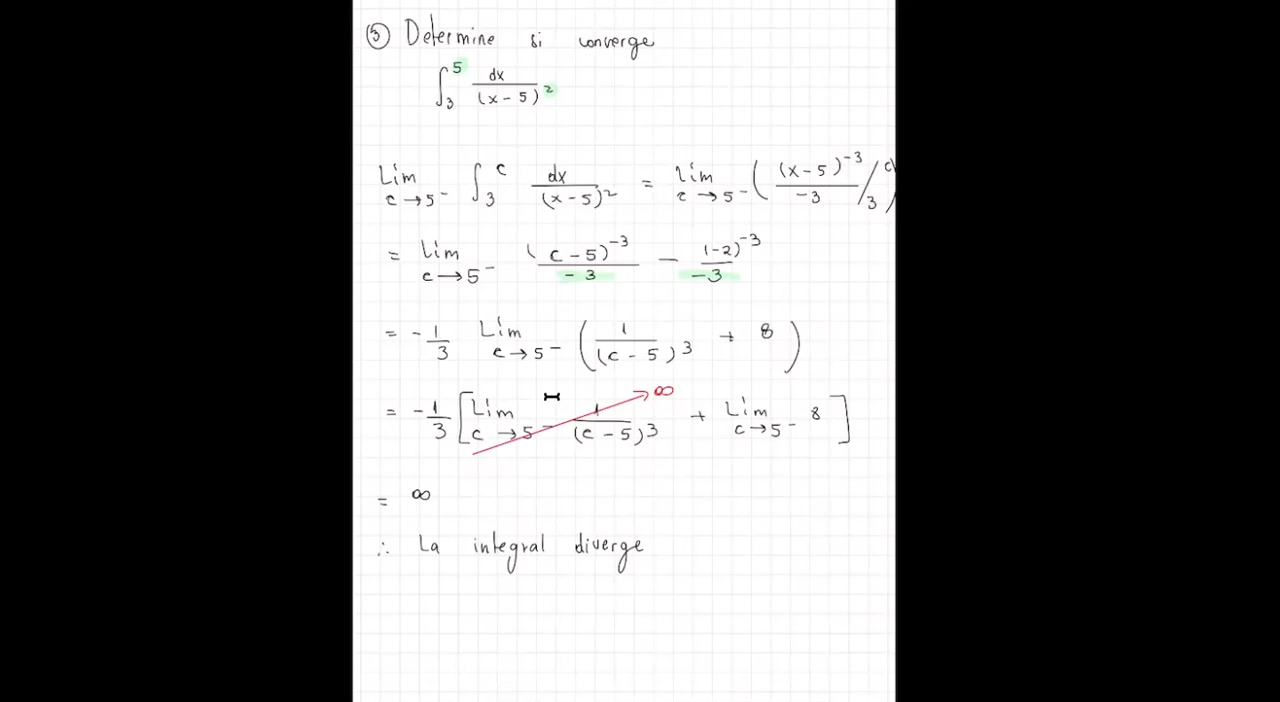 ③ Determine si converge
∫₃⁵ dx/(x-5)²
Lim c→5⁻ ∫₃ᶜ dx/(x-5)² = Lim c→5⁻ ( (x-5)⁻³/-3 /₃ᶜ )
= Lim c→5⁻ (c-5)⁻³/-3 - (-2)⁻³/-3
= -1/3 Lim c→5⁻ ( 1/(c-5)³ + 8 )
= -1/3 [ Lim c→5⁻ 1/(c-5)³ → ∞ + Lim c→5⁻ 8 ]
= ∞
∴ La integral diverge